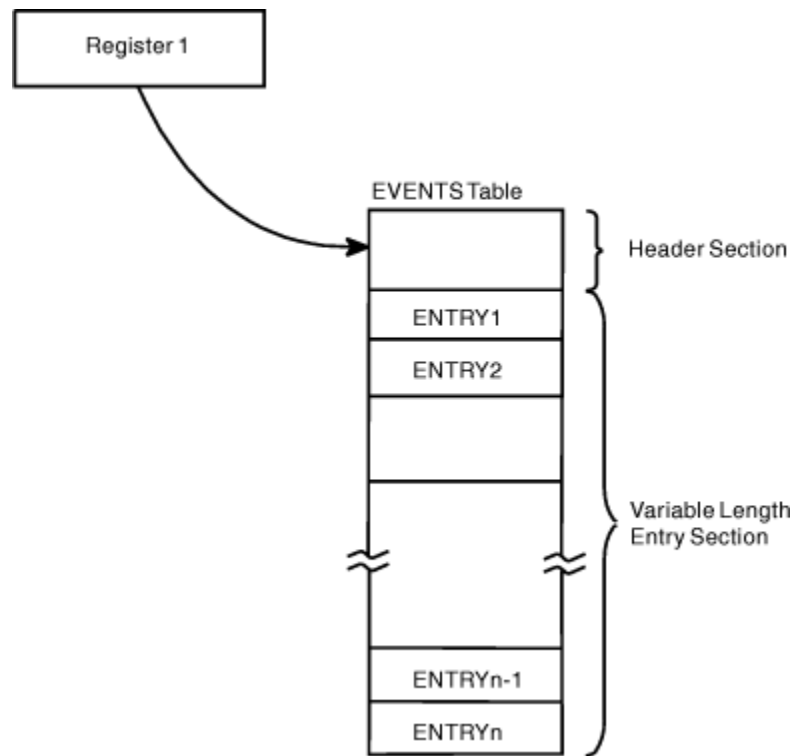 Register 1
EVENTS Table
Header Section
ENTRY1
ENTRY2
Variable Length
Entry Section
ENTRYn-1
ENTRYn